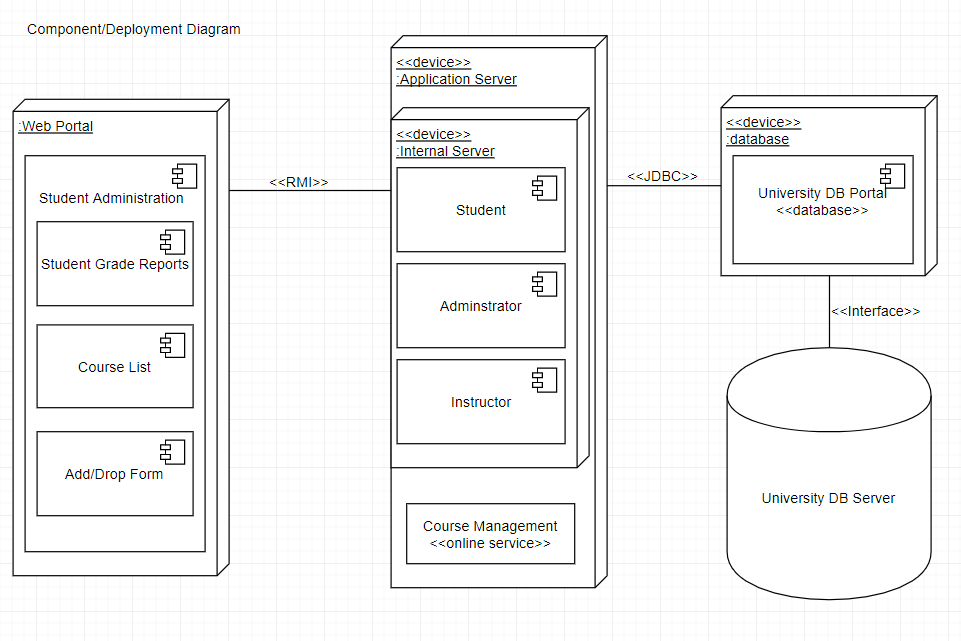 Component/Deployment Diagram
:Web Portal
Student Administration
Student Grade Reports
Course List
Add/Drop Form
<<RMI>>
<<device>>
:Application Server
<<device>>
:Internal Server
Student
Adminstrator
Instructor
Course Management
<<online service>>
<<JDBC>>
<<device>>
:database
University DB Portal
<<database>>
<<Interface>>
University DB Server